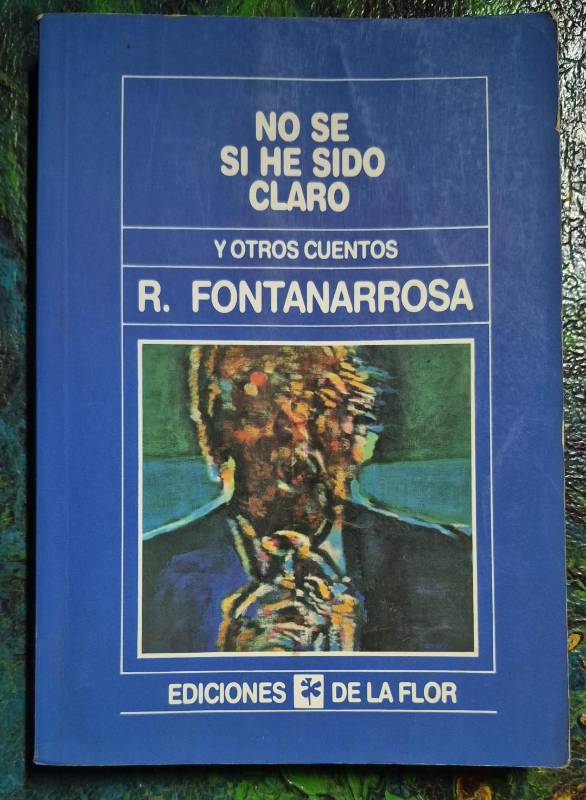 NO SE
SI HE SIDO
CLARO
Y OTROS CUENTOS
R. FONTANARROSA
EDICIONES DE LA FLOR